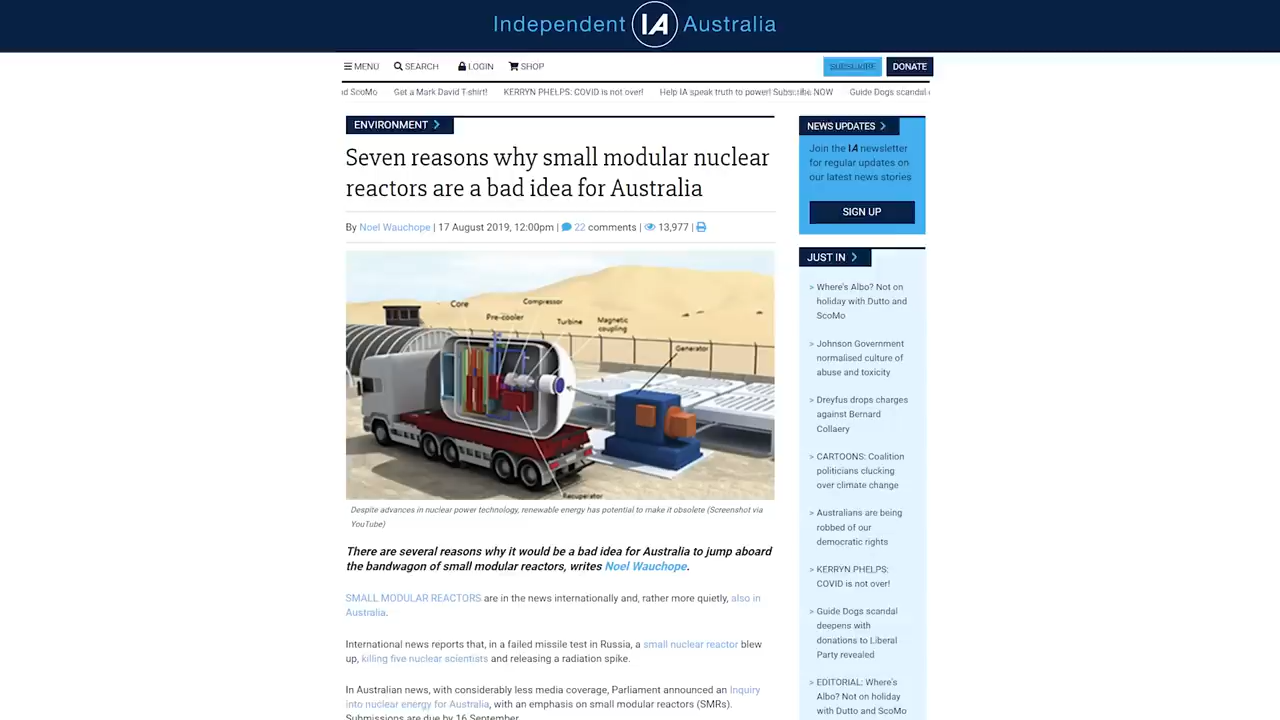 Independent IA Australia
MENU SEARCH LOGIN SHOP
SUBSCRIBE DONATE
d ScoMo Get a Mark David T-shirt! KERRYN PHELPS: COVID is not over! Help IA speak truth to power! Subscribe NOW Guide Dogs scandal
ENVIRONMENT >
Seven reasons why small modular nuclear
reactors are a bad idea for Australia
By Noel Wauchope | 17 August 2019, 12:00pm | 22 comments | 13,977 |
Core
Compressor
Pre-cooler
Turbine
Magnetic
coupling
Generator
Recuperator
Despite advances in nuclear power technology, renewable energy has potential to make it obsolete (Screenshot via
YouTube)
There are several reasons why it would be a bad idea for Australia to jump aboard
the bandwagon of small modular reactors, writes Noel Wauchope.
SMALL MODULAR REACTORS are in the news internationally and, rather more quietly, also in
Australia.
International news reports that, in a failed missile test in Russia, a small nuclear reactor blew
up, killing five nuclear scientists and releasing a radiation spike.
In Australian news, with considerably less media coverage, Parliament announced an Inquiry
into nuclear energy for Australia, with an emphasis on small modular reactors (SMRs).
Submissions are due by 16 September.
NEWS UPDATES >
Join the IA newsletter
for regular updates on
our latest news stories
SIGN UP
JUST IN >
> Where's Albo? Not on
holiday with Dutto and
ScoMo
> Johnson Government
normalised culture of
abuse and toxicity
> Dreyfus drops charges
against Bernard
Collaery
> CARTOONS: Coalition
politicians clucking
over climate change
> Australians are being
robbed of our
democratic rights
> KERRYN PHELPS:
COVID is not over!
> Guide Dogs scandal
deepens with
donations to Liberal
Party revealed
> EDITORIAL: Where's
Albo? Not on holiday
with Dutto and ScoMo